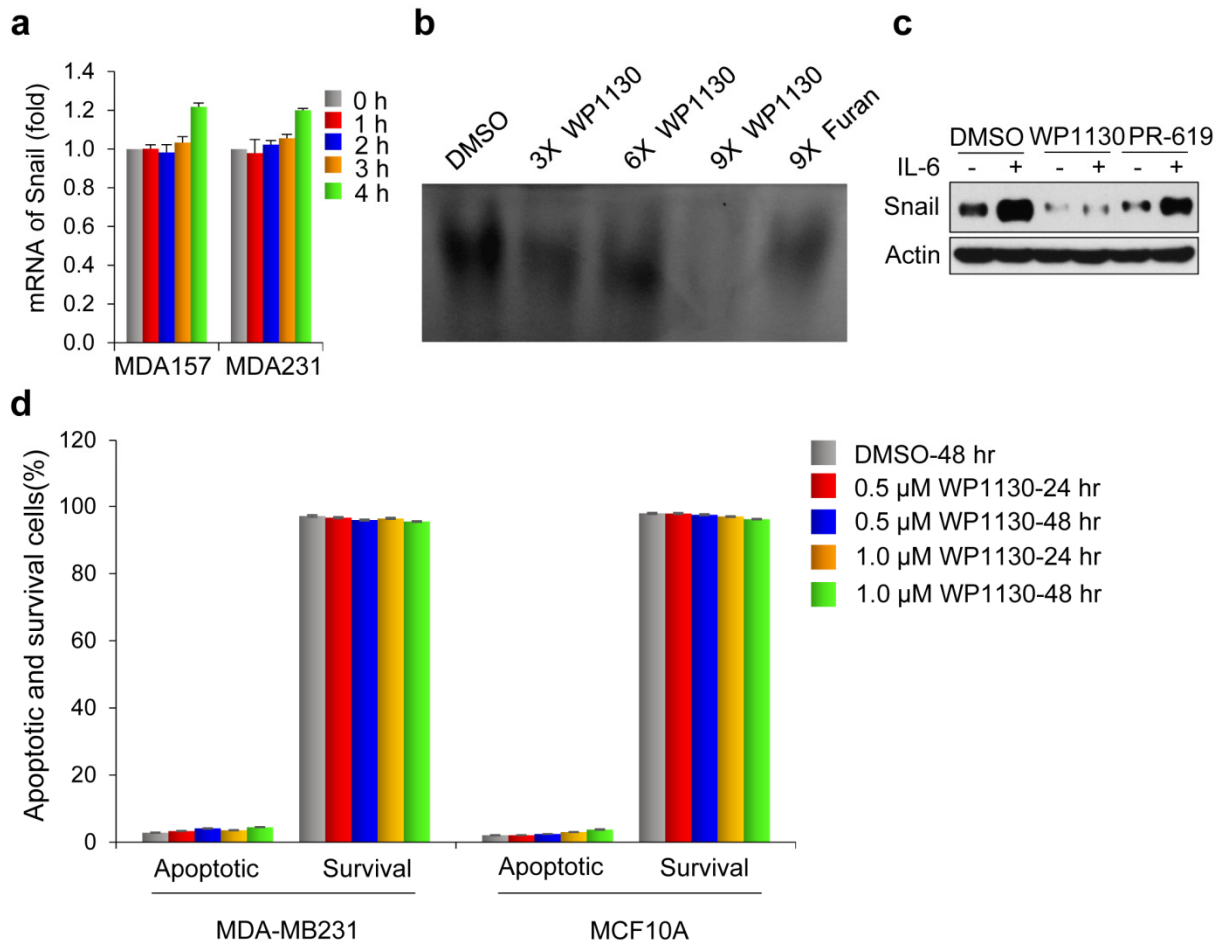 a
mRNA of Snail (fold)
1.4
1.2
1.0
0.8
0.6
0.4
0.2
0.0
MDA157 MDA231
0 h
1 h
2 h
3 h
4 h
b
DMSO
3X WP1130
6X WP1130
9X WP1130
9X Furan
c
DMSO WP1130 PR-619
IL-6 - + - + - +
Snail
Actin
d
Apoptotic and survival cells(%)
120
100
80
60
40
20
0
Apoptotic Survival Apoptotic Survival
MDA-MB231 MCF10A
DMSO-48 hr
0.5 µM WP1130-24 hr
0.5 µM WP1130-48 hr
1.0 µM WP1130-24 hr
1.0 µM WP1130-48 hr